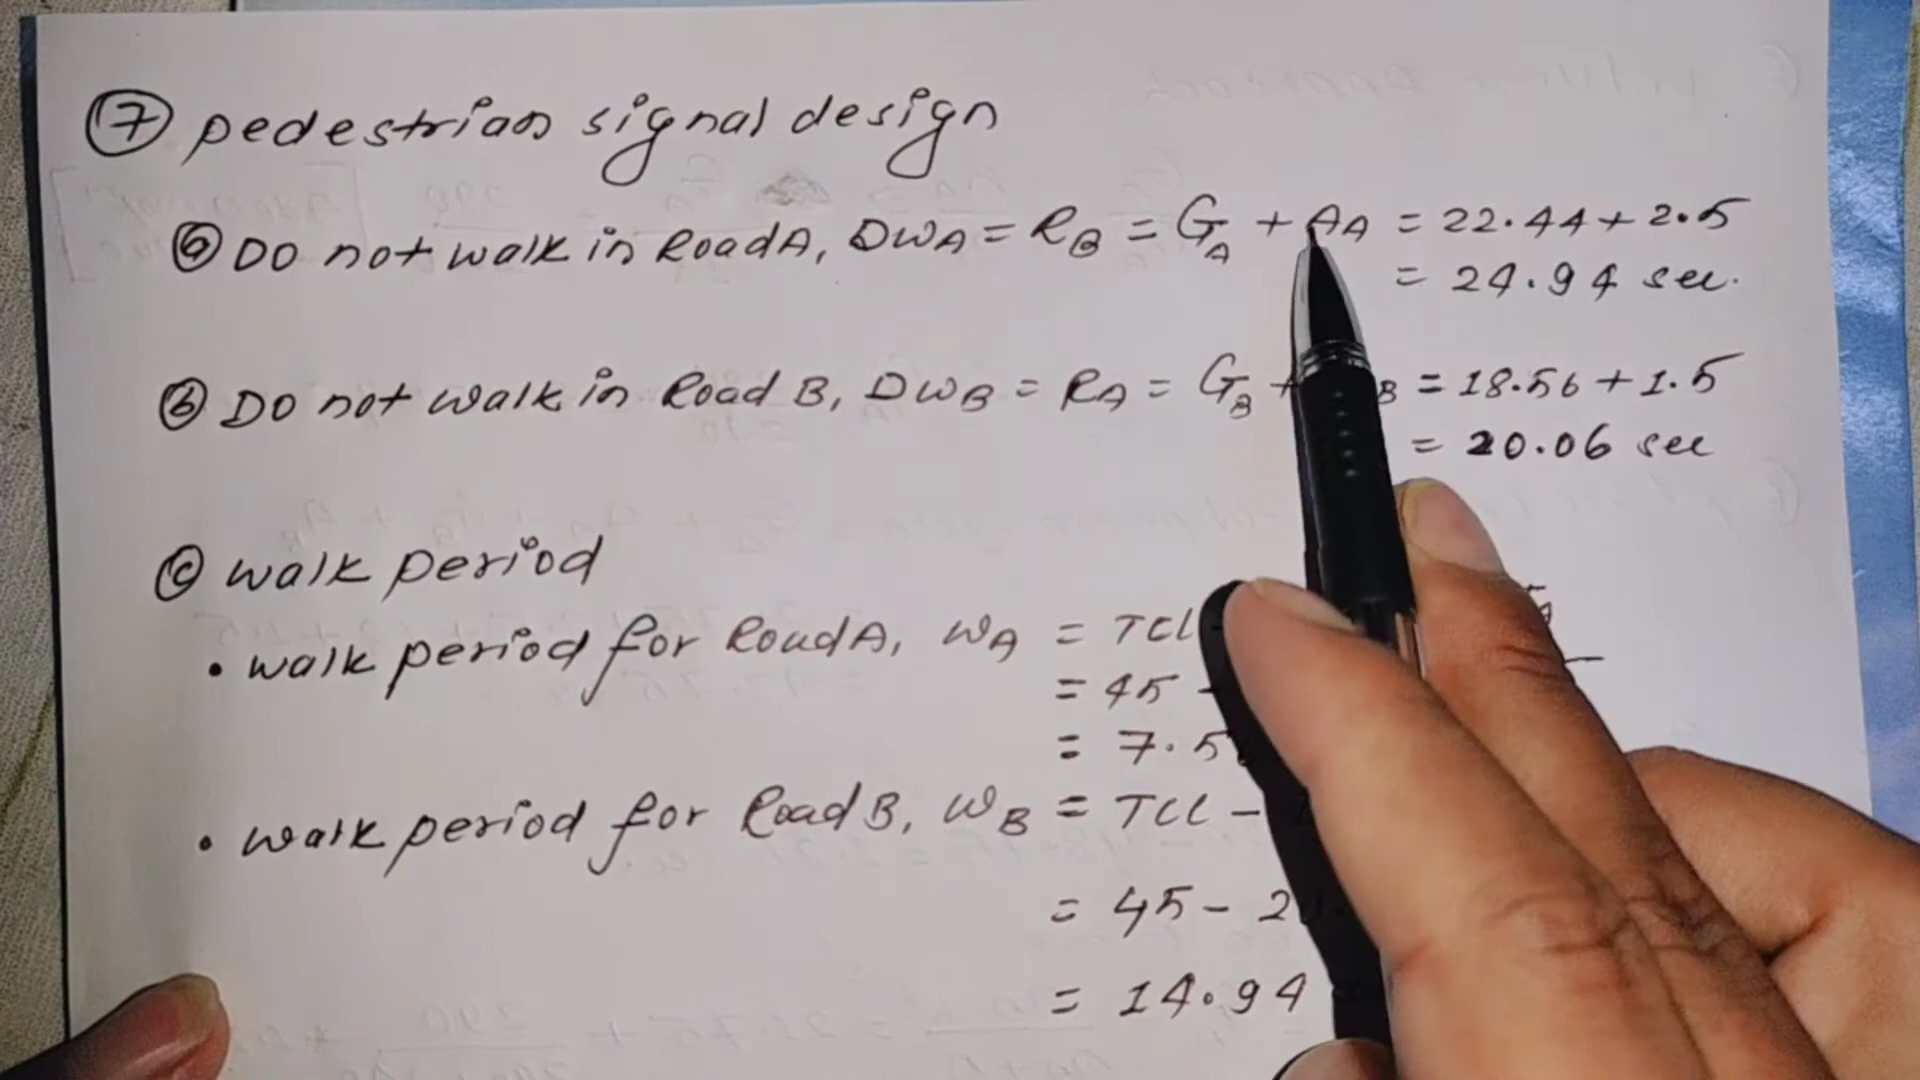 ⑦ pedestrian signal design
ⓐ Do not walk in Road A, DWA = RB = GA + AA = 22.44 + 2.5
= 24.94 sec.
ⓑ Do not walk in Road B, DWB = RA = GB + B = 18.56 + 1.5
= 20.06 sec
ⓒ walk period
• walk period for Road A, WA = TCL -
= 45 -
= 7.5
• walk period for Road B, WB = TCL -
= 45 - 20.
= 14.94